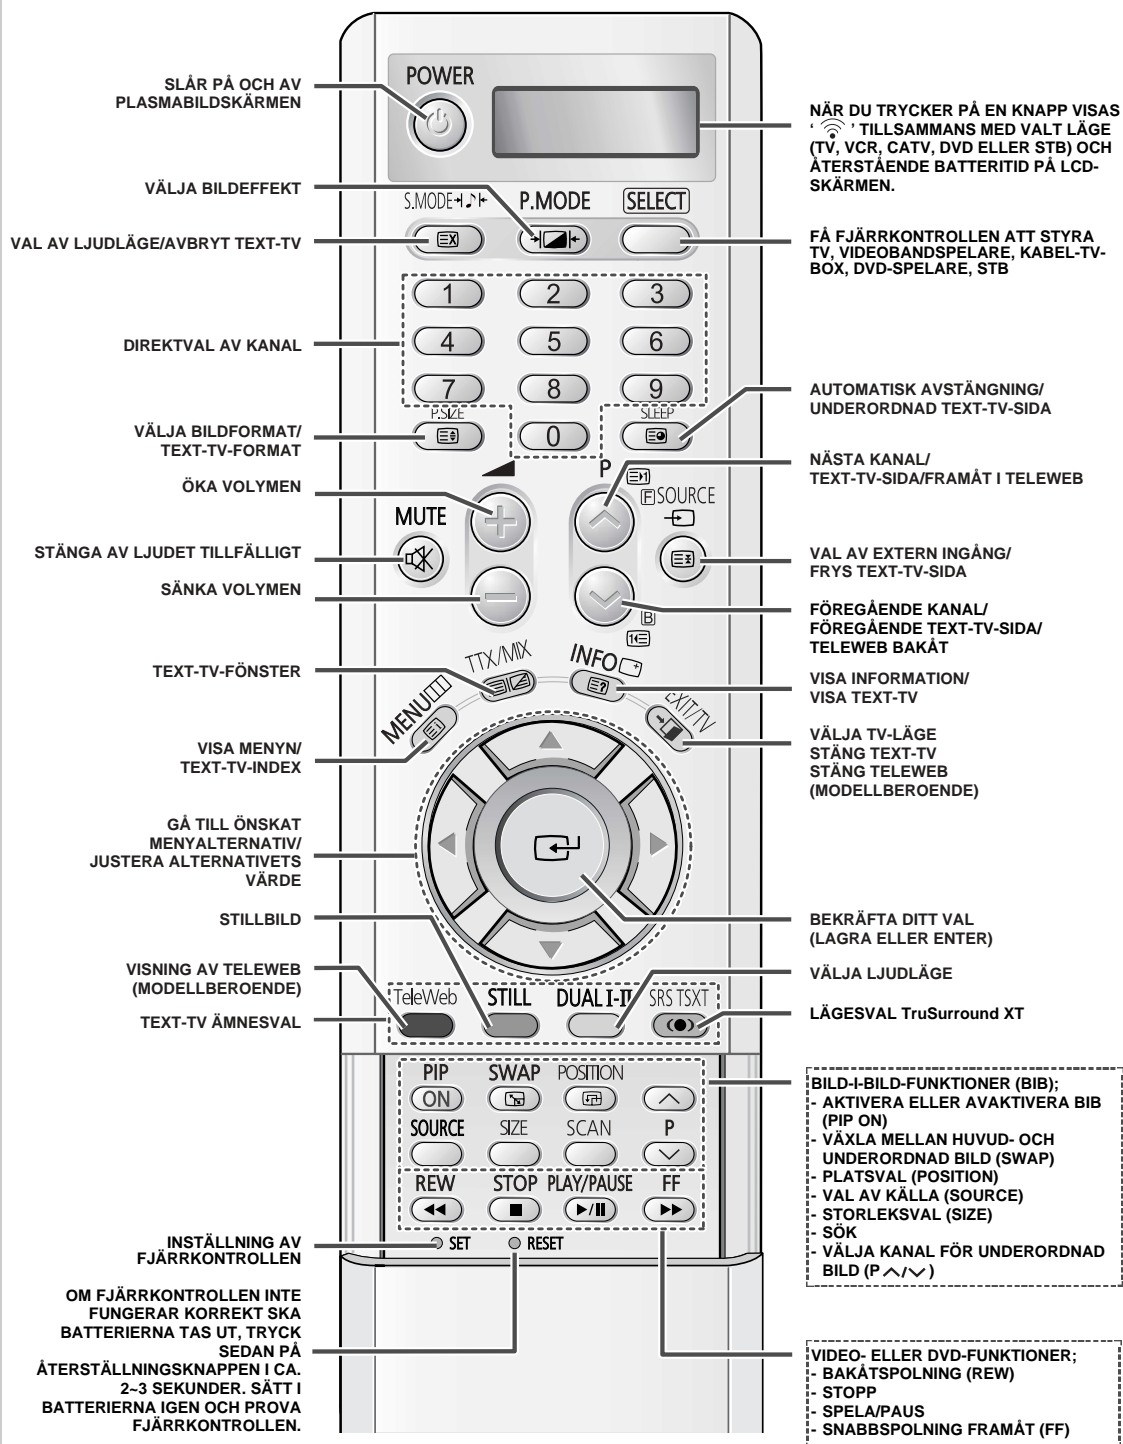 SLÅR PÅ OCH AV
PLASMABILDSKÄRMEN
VÄLJA BILDEFFEKT
VAL AV LJUDLÄGE/AVBRYT TEXT-TV
DIREKTVAL AV KANAL
VÄLJA BILDFORMAT/
TEXT-TV-FORMAT
ÖKA VOLYMEN
STÄNGA AV LJUDET TILLFÄLLIGT
SÄNKA VOLYMEN
TEXT-TV-FÖNSTER
VISA MENYN/
TEXT-TV-INDEX
GÅ TILL ÖNSKAT
MENYALTERNATIV/
JUSTERA ALTERNATIVETS
VÄRDE
STILLBILD
VISNING AV TELEWEB
(MODELLBEROENDE)
TEXT-TV ÄMNESVAL
INSTÄLLNING AV
FJÄRRKONTROLLEN
OM FJÄRRKONTROLLEN INTE
FUNGERAR KORREKT SKA
BATTERIERNA TAS UT, TRYCK
SEDAN PÅ
ÅTERSTÄLLNINGSKNAPPEN I CA.
2~3 SEKUNDER. SÄTT I
BATTERIERNA IGEN OCH PROVA
FJÄRRKONTROLLEN.
POWER
S.MODE P.MODE SELECT
1 2 3
4 5 6
7 8 9
P.SIZE SLEEP
0
P
SOURCE
F
MUTE
B
TTX/MIX
INFO
MENU
EXIT/TV
TeleWeb STILL DUAL I-II SRS TSXT
PIP SWAP POSITION
ON
SOURCE SIZE SCAN P
REW STOP PLAY/PAUSE FF
SET RESET
NÄR DU TRYCKER PÅ EN KNAPP VISAS
‘ ’ TILLSAMMANS MED VALT LÄGE
(TV, VCR, CATV, DVD ELLER STB) OCH
ÅTERSTÅENDE BATTERITID PÅ LCD-
SKÄRMEN.
FÅ FJÄRRKONTROLLEN ATT STYRA
TV, VIDEOBANDSPELARE, KABEL-TV-
BOX, DVD-SPELARE, STB
AUTOMATISK AVSTÄNGNING/
UNDERORDNAD TEXT-TV-SIDA
NÄSTA KANAL/
TEXT-TV-SIDA/FRAMÅT I TELEWEB
VAL AV EXTERN INGÅNG/
FRYS TEXT-TV-SIDA
FÖREGÅENDE KANAL/
FÖREGÅENDE TEXT-TV-SIDA/
TELEWEB BAKÅT
VISA INFORMATION/
VISA TEXT-TV
VÄLJA TV-LÄGE
STÄNG TEXT-TV
STÄNG TELEWEB
(MODELLBEROENDE)
BEKRÄFTA DITT VAL
(LAGRA ELLER ENTER)
VÄLJA LJUDLÄGE
LÄGESVAL TruSurround XT
BILD-I-BILD-FUNKTIONER (BIB);
- AKTIVERA ELLER AVAKTIVERA BIB
(PIP ON)
- VÄXLA MELLAN HUVUD- OCH
UNDERORDNAD BILD (SWAP)
- PLATSVAL (POSITION)
- VAL AV KÄLLA (SOURCE)
- STORLEKSVAL (SIZE)
- SÖK
- VÄLJA KANAL FÖR UNDERORDNAD
BILD (P / )
VIDEO- ELLER DVD-FUNKTIONER;
- BAKÅTSPOLNING (REW)
- STOPP
- SPELA/PAUS
- SNABBSPOLNING FRAMÅT (FF)